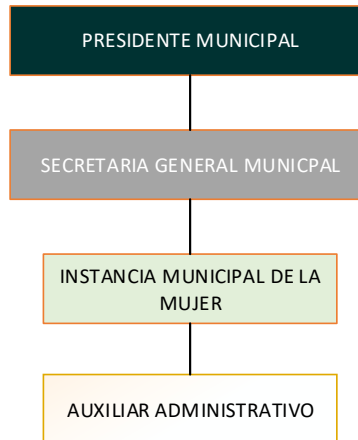 PRESIDENTE MUNICIPAL
SECRETARIA GENERAL MUNICPAL
INSTANCIA MUNICIPAL DE LA
MUJER
AUXILIAR ADMINISTRATIVO